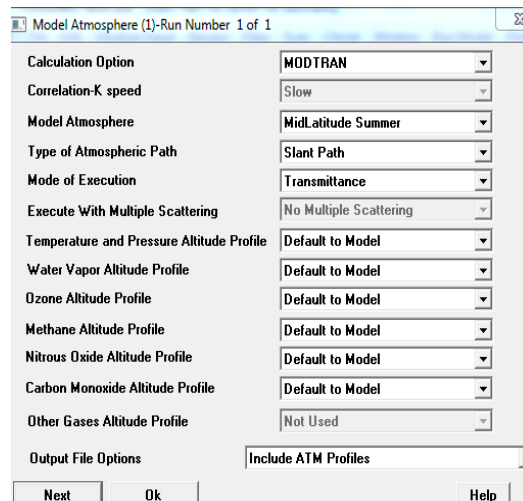 Model Atmosphere (1)-Run Number 1 of 1
Calculation Option MODTRAN
Correlation-K speed Slow
Model Atmosphere MidLatitude Summer
Type of Atmospheric Path Slant Path
Mode of Execution Transmittance
Execute With Multiple Scattering No Multiple Scattering
Temperature and Pressure Altitude Profile Default to Model
Water Vapor Altitude Profile Default to Model
Ozone Altitude Profile Default to Model
Methane Altitude Profile Default to Model
Nitrous Oxide Altitude Profile Default to Model
Carbon Monoxide Altitude Profile Default to Model
Other Gases Altitude Profile Not Used
Output File Options Include ATM Profiles
Next Ok Help